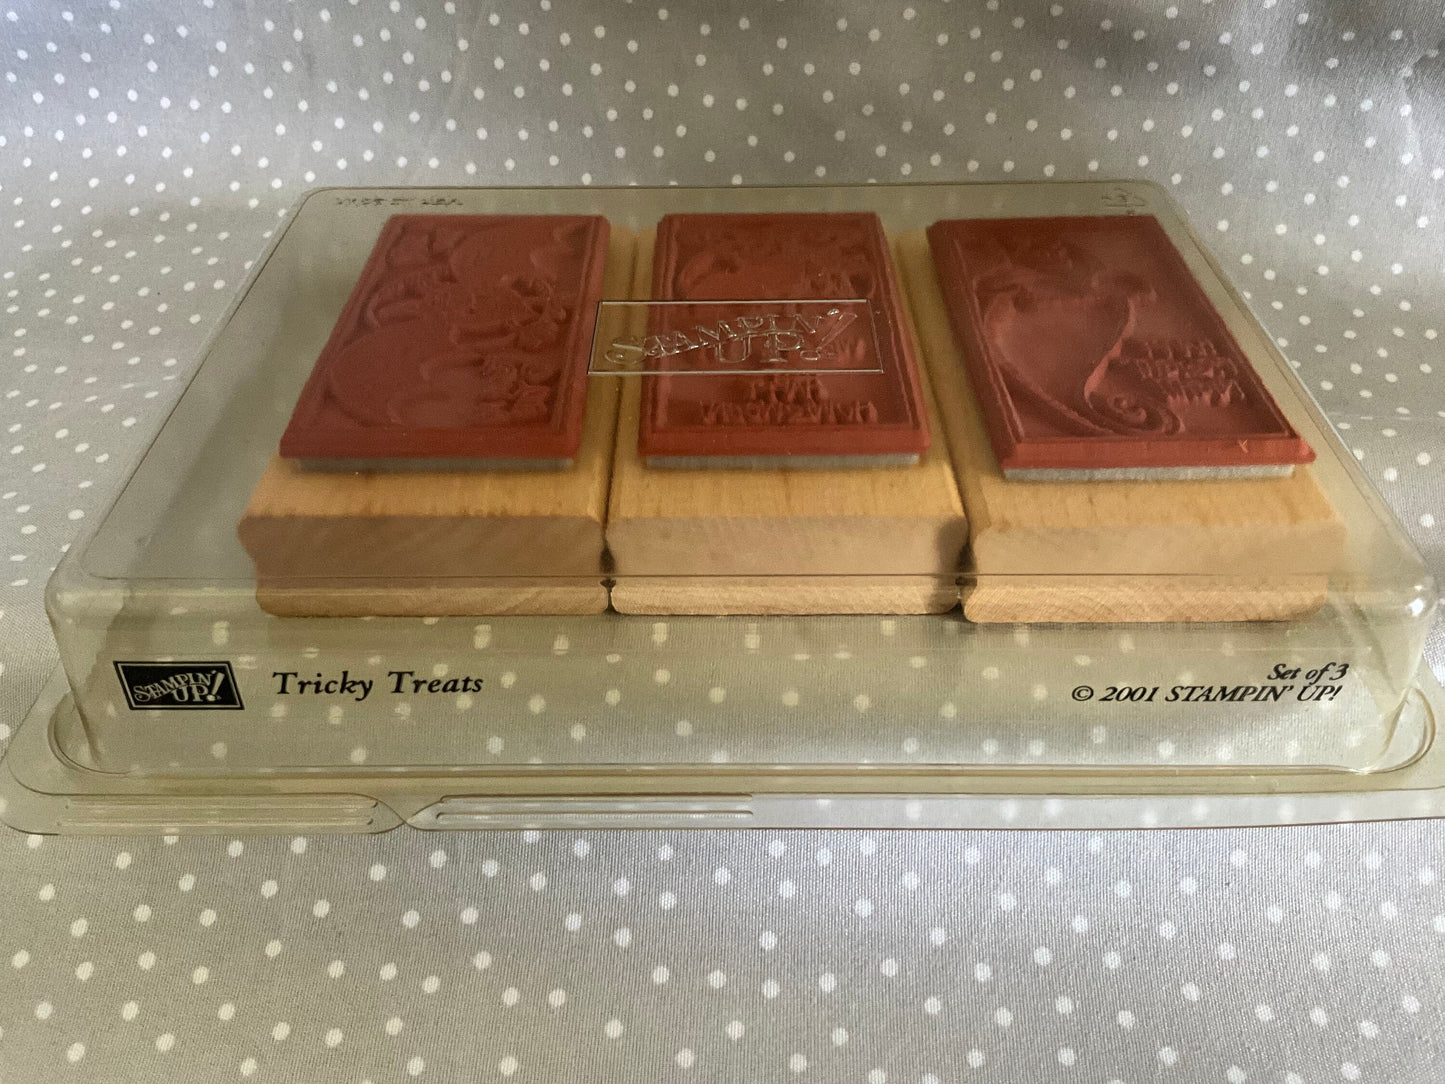 STAMPIN' UP!
STAMPIN' UP!
Tricky Treats
Set of 3
© 2001 STAMPIN' UP!